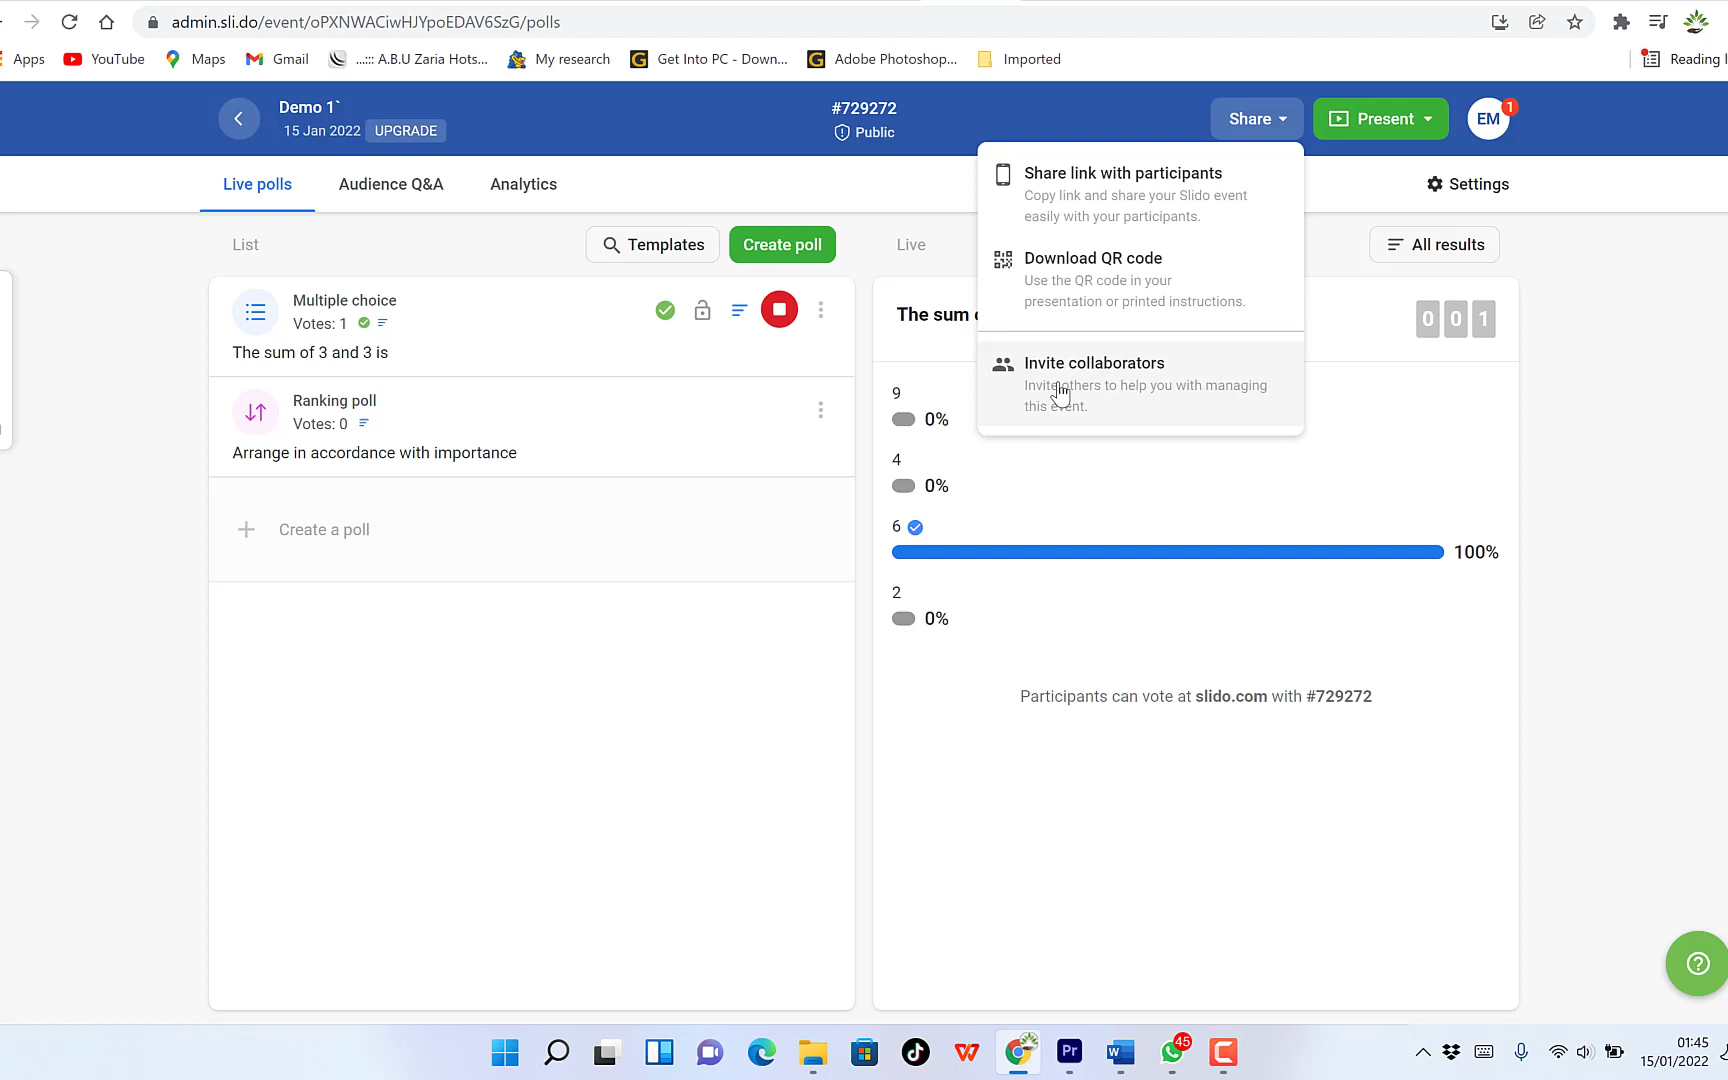 admin.sli.do/event/oPXNWACiwHJYpoEDAV6SzG/polls
Apps
YouTube
Maps
Gmail
...::: A.B.U Zaria Hots...
My research
Get Into PC - Down...
Adobe Photoshop...
Imported
Reading l
Demo 1`
15 Jan 2022
UPGRADE
#729272
Public
Share
Present
EM
1
Live polls
Audience Q&A
Analytics
Settings
List
Templates
Create poll
Multiple choice
Votes: 1
The sum of 3 and 3 is
Ranking poll
Votes: 0
Arrange in accordance with importance
Create a poll
Share link with participants
Copy link and share your Slido event
easily with your participants.
Download QR code
Use the QR code in your
presentation or printed instructions.
Invite collaborators
Invite others to help you with managing
this event.
Live
All results
The sum
0 0 1
9
0%
4
0%
6
100%
2
0%
Participants can vote at slido.com with #729272
Pr
45
01:45
15/01/2022